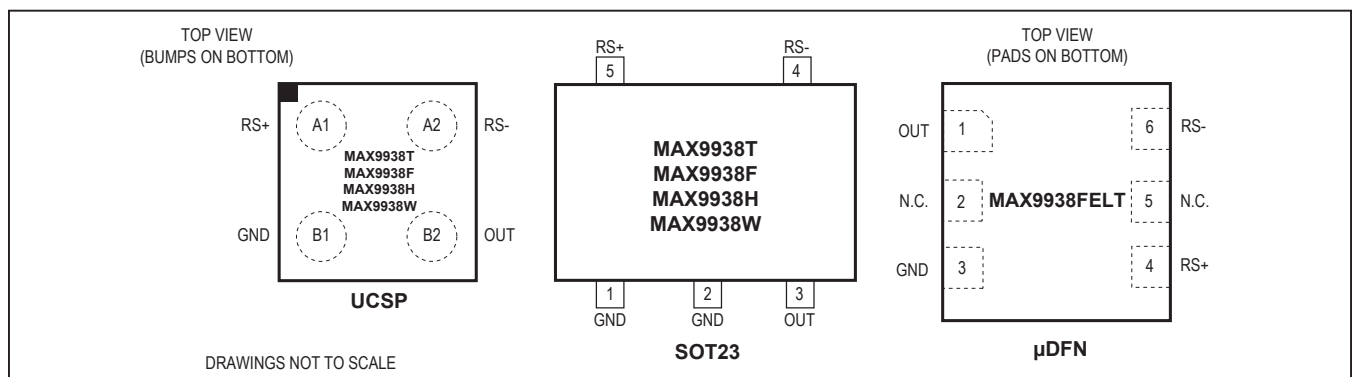 TOP VIEW
(BUMPS ON BOTTOM)
RS+
A1
A2
RS-
MAX9938T
MAX9938F
MAX9938H
MAX9938W
GND
B1
B2
OUT
UCSP
DRAWINGS NOT TO SCALE
RS+
RS-
5
4
MAX9938T
MAX9938F
MAX9938H
MAX9938W
1
2
3
GND
GND
OUT
SOT23
TOP VIEW
(PADS ON BOTTOM)
OUT
1
6
RS-
N.C.
2
MAX9938FELT
5
N.C.
GND
3
4
RS+
µDFN